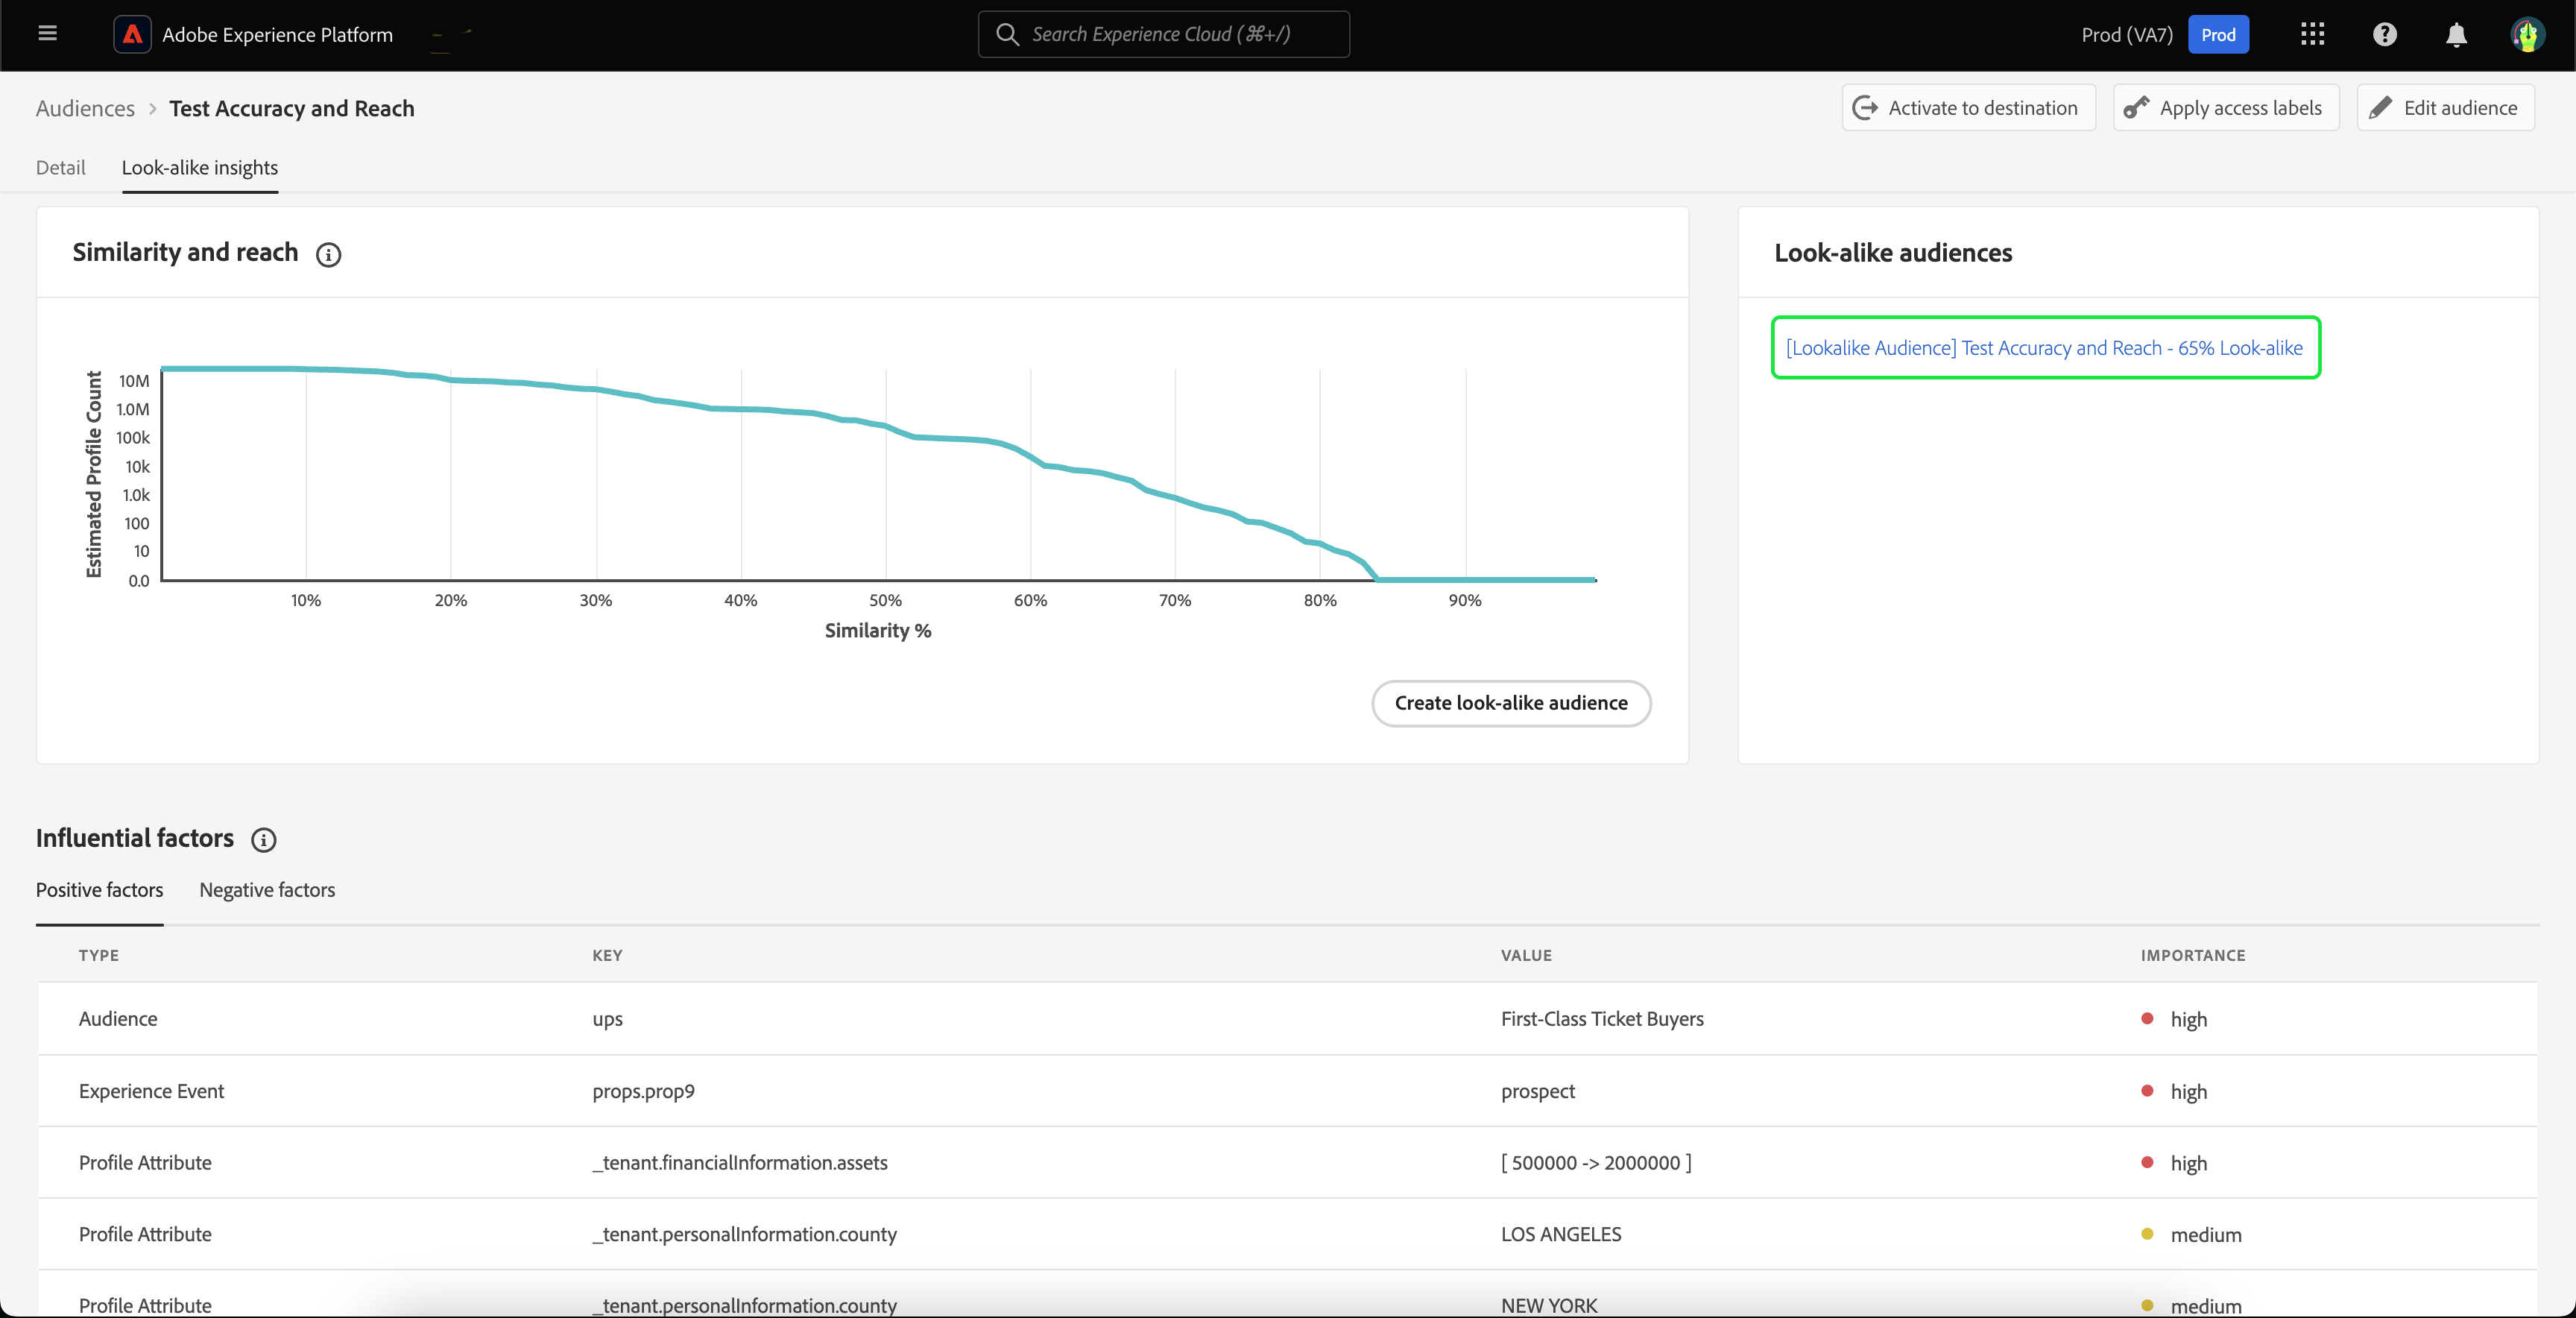 Adobe Experience Platform
Search Experience Cloud (⌘+/)
Prod (VA7)
Prod
Audiences > Test Accuracy and Reach
Activate to destination
Apply access labels
Edit audience
Detail
Look-alike insights
Similarity and reach
Estimated Profile Count
10M
1.0M
100k
10k
1.0k
100
10
0.0
10%
20%
30%
40%
50%
60%
70%
80%
90%
Similarity %
Create look-alike audience
Look-alike audiences
[Lookalike Audience] Test Accuracy and Reach - 65% Look-alike
Influential factors
Positive factors
Negative factors
TYPE KEY VALUE IMPORTANCE
Audience ups First-Class Ticket Buyers high
Experience Event props.prop9 prospect high
Profile Attribute _tenant.financialInformation.assets [ 500000 -> 2000000 ] high
Profile Attribute _tenant.personalInformation.county LOS ANGELES medium
Profile Attribute _tenant.personalInformation.county NEW YORK medium